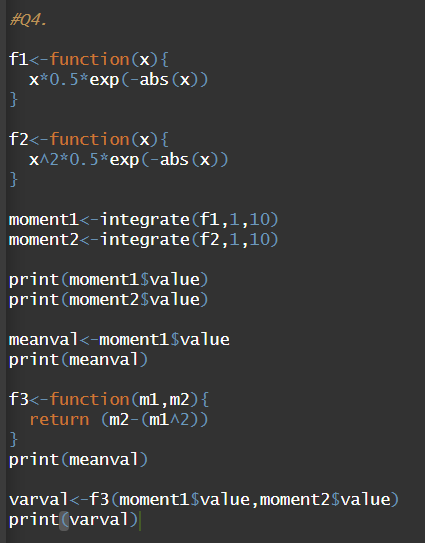 #Q4.
f1<-function(x){
x*0.5*exp(-abs(x))
}
f2<-function(x){
x^2*0.5*exp(-abs(x))
}
moment1<-integrate(f1,1,10)
moment2<-integrate(f2,1,10)
print(moment1$value)
print(moment2$value)
meanval<-moment1$value
print(meanval)
f3<-function(m1,m2){
return (m2-(m1^2))
}
print(meanval)
varval<-f3(moment1$value,moment2$value)
print(varval)